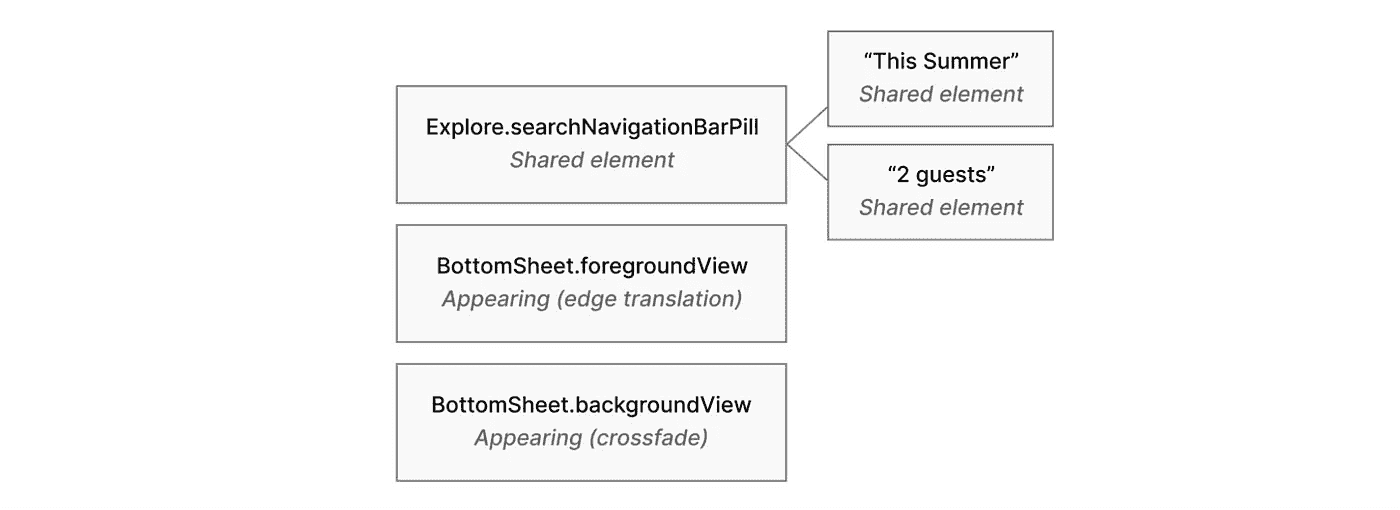 Explore.searchNavigationBarPill
Shared element
“This Summer”
Shared element
“2 guests”
Shared element
BottomSheet.foregroundView
Appearing (edge translation)
BottomSheet.backgroundView
Appearing (crossfade)